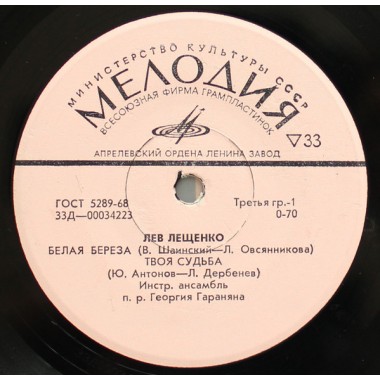 МИНИСТЕРСТВО КУЛЬТУРЫ СССР
МЕЛОДИЯ
ВСЕСОЮЗНАЯ ФИРМА ГРАМПЛАСТИНОК
▽33
АПРЕЛЕВСКИЙ ОРДЕНА ЛЕНИНА ЗАВОД
ГОСТ 5289-68 Третья гр.-1
33Д-00034223 0-70
ЛЕВ ЛЕЩЕНКО
БЕЛАЯ БЕРЕЗА (В. Шаинский—Л. Овсянникова)
ТВОЯ СУДЬБА
(Ю. Антонов—Л. Дербенев)
Инстр. ансамбль
п. р. Георгия Гараняна